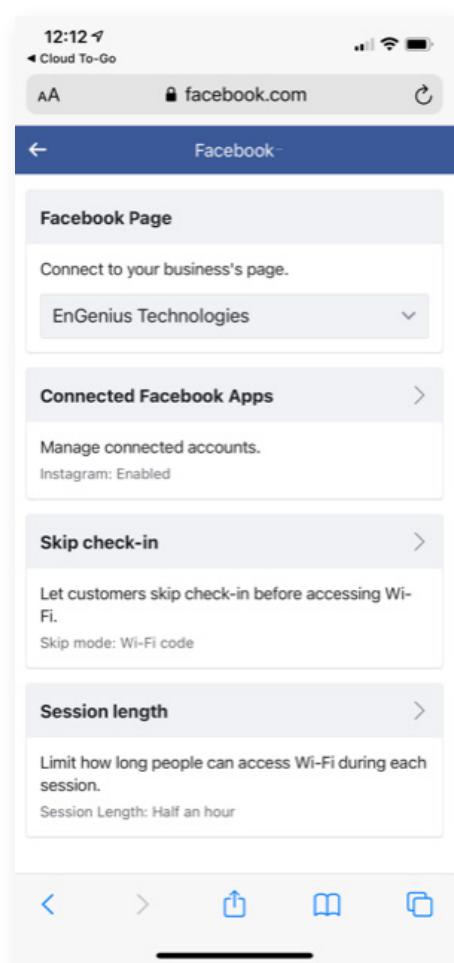 12:12
◀ Cloud To-Go
AA facebook.com
Facebook
Facebook Page
Connect to your business's page.
EnGenius Technologies
Connected Facebook Apps
Manage connected accounts.
Instagram: Enabled
Skip check-in
Let customers skip check-in before accessing Wi-
Fi.
Skip mode: Wi-Fi code
Session length
Limit how long people can access Wi-Fi during each
session.
Session Length: Half an hour